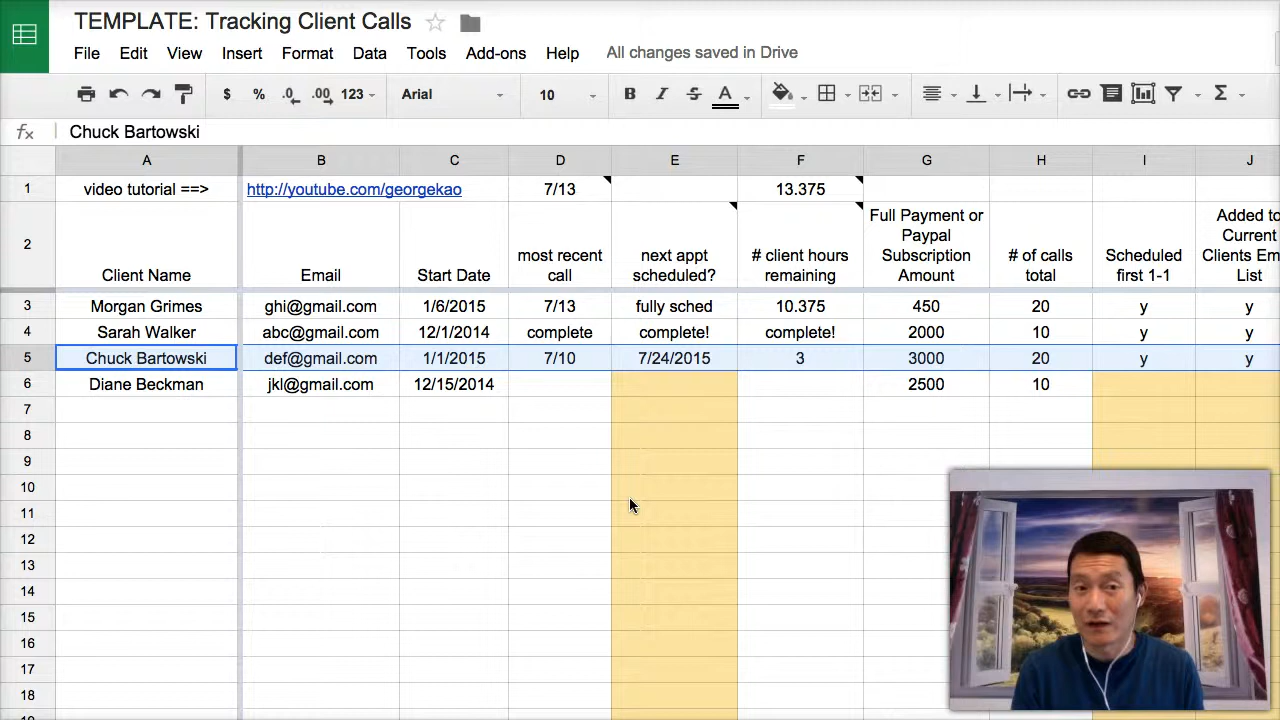 TEMPLATE: Tracking Client Calls
File Edit View Insert Format Data Tools Add-ons Help All changes saved in Drive
$ % .0 .00 123 Arial 10 B I S A Σ
fx Chuck Bartowski
A B C D E F G H I J
1 video tutorial ==> http://youtube.com/georgekao 7/13 13.375
2 Client Name Email Start Date most recent call next appt scheduled? # client hours remaining Full Payment or Paypal Subscription Amount # of calls total Scheduled first 1-1 Added to Current Clients Em List
3 Morgan Grimes ghi@gmail.com 1/6/2015 7/13 fully sched 10.375 450 20 y y
4 Sarah Walker abc@gmail.com 12/1/2014 complete complete! complete! 2000 10 y y
5 Chuck Bartowski def@gmail.com 1/1/2015 7/10 7/24/2015 3 3000 20 y y
6 Diane Beckman jkl@gmail.com 12/15/2014 2500 10
7
8
9
10
11
12
13
14
15
16
17
18